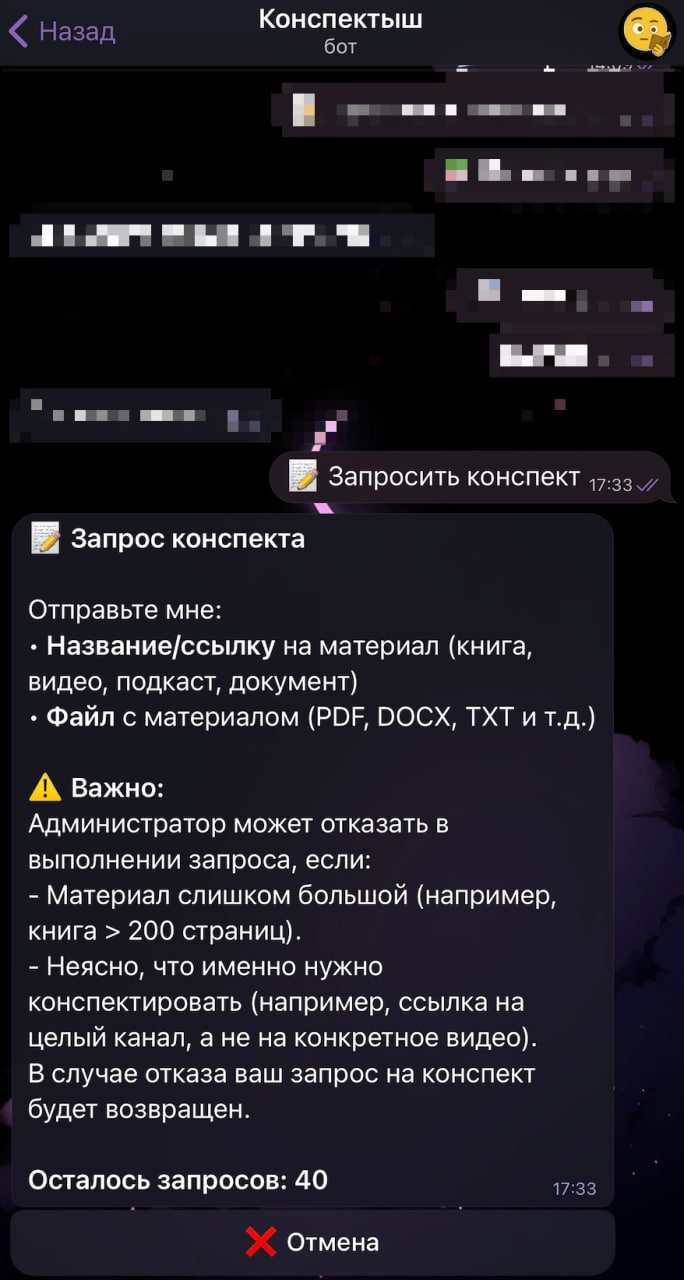 Назад
Конспектыш
бот
📝 Запросить конспект 17:33
📝 Запрос конспекта
Отправьте мне:
• Название/ссылку на материал (книга,
видео, подкаст, документ)
• Файл с материалом (PDF, DOCX, TXT и т.д.)
⚠️ Важно:
Администратор может отказать в
выполнении запроса, если:
- Материал слишком большой (например,
книга > 200 страниц).
- Неясно, что именно нужно
конспектировать (например, ссылка на
целый канал, а не на конкретное видео).
В случае отказа ваш запрос на конспект
будет возвращен.
Осталось запросов: 40
17:33
❌ Отмена